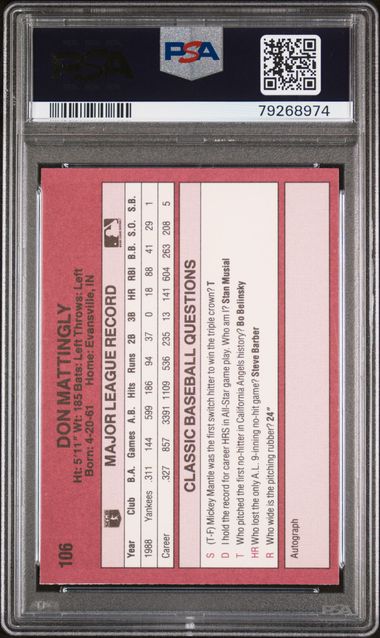 PSA
PSA
79268974
106
DON MATTINGLY
Ht: 5'11" Wt: 185 Bats: Left Throws: Left
Born: 4-20-61 Home: Evansville, IN
MAJOR LEAGUE RECORD
Year Club B.A. Games A.B. Hits Runs 2B 3B HR RBI B.B. S.O. S.B.
1988 Yankees .311 144 599 186 94 37 0 18 88 41 29 1
Career .327 857 3391 1109 536 235 13 141 604 263 208 5
CLASSIC BASEBALL QUESTIONS
S (T-F) Mickey Mantle was the first switch hitter to win the triple crown? T
D I hold the record for career HRS in All-Star game play. Who am I? Stan Musial
T Who pitched the first no-hitter in California Angels history? Bo Belinsky
HR Who lost the only A.L. 9-inning no-hit game? Steve Barber
R Who wide is the pitching rubber? 24"
Autograph